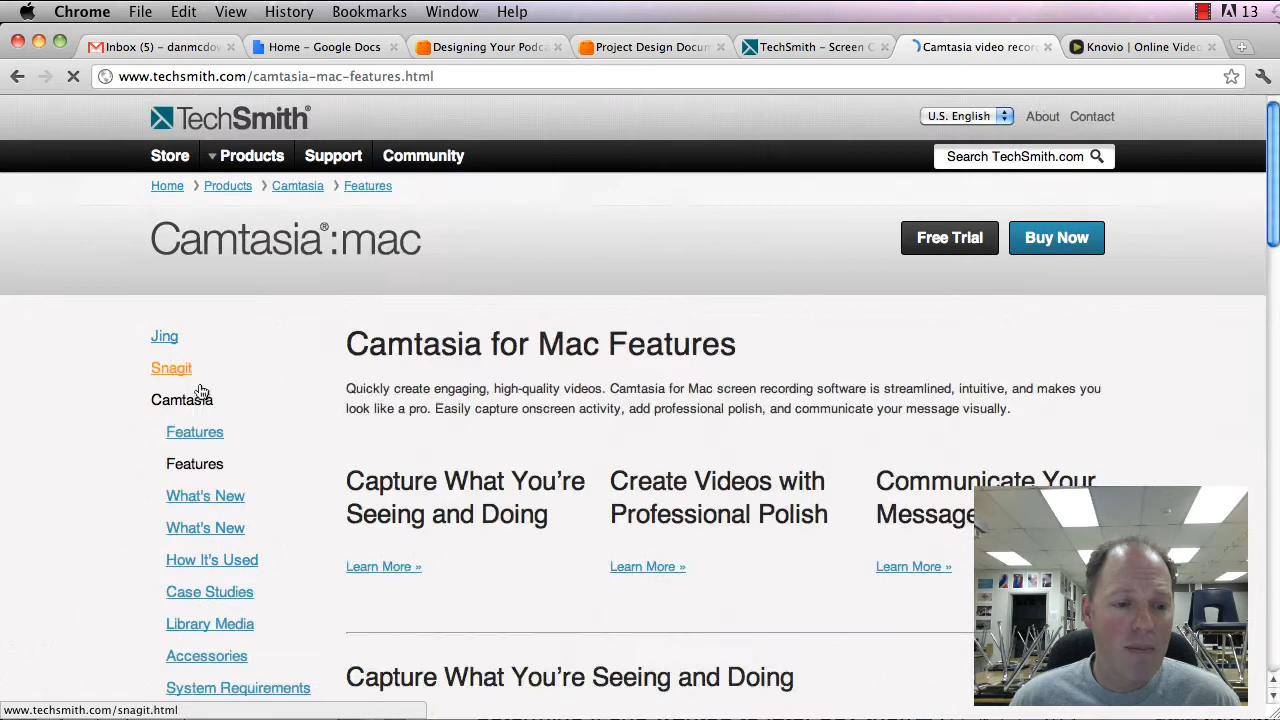 Chrome File Edit View History Bookmarks Window Help 13
Inbox (5) – danmcdo Home – Google Docs Designing Your Podca Project Design Docum Techsmith – Screen C Camtasia video recor Knovio | Online Vide
www.techsmith.com/camtasia-mac-features.html
TechSmith®
U.S. English About Contact
Store Products Support Community
Search TechSmith.com
Home Products Camtasia Features
Camtasia®:mac
Free Trial Buy Now
Jing
Snagit
Camtasia
Features
Features
What's New
What's New
How It's Used
Case Studies
Library Media
Accessories
System Requirements
Camtasia for Mac Features
Quickly create engaging, high-quality videos. Camtasia for Mac screen recording software is streamlined, intuitive, and makes you
look like a pro. Easily capture onscreen activity, add professional polish, and communicate your message visually.
Capture What You’re
Seeing and Doing
Learn More »
Create Videos with
Professional Polish
Learn More »
Communicate Your
Message
Learn More »
Capture What You’re Seeing and Doing
www.techsmith.com/snagit.html